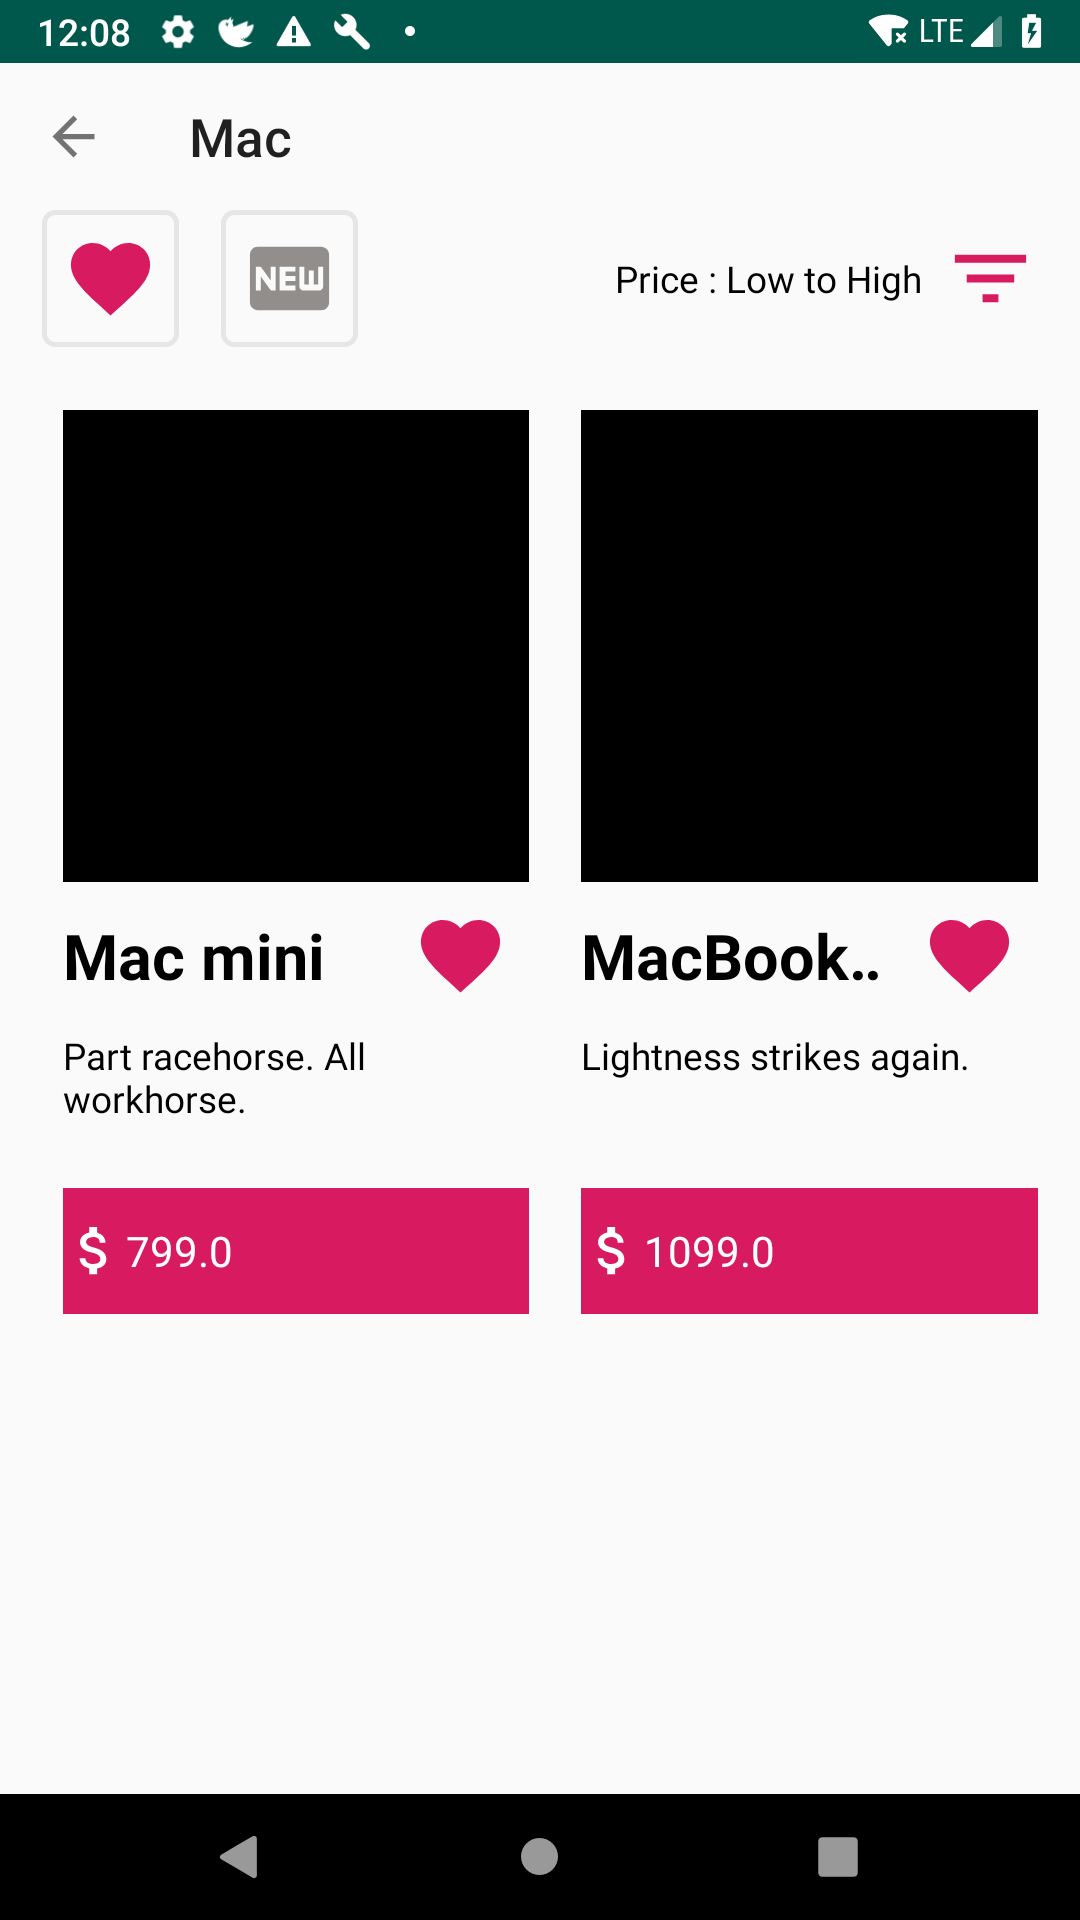 12:08 LTE
Mac
NEW
Price : Low to High
Mac mini
MacBook..
Part racehorse. All
workhorse.
Lightness strikes again.
$ 799.0
$ 1099.0